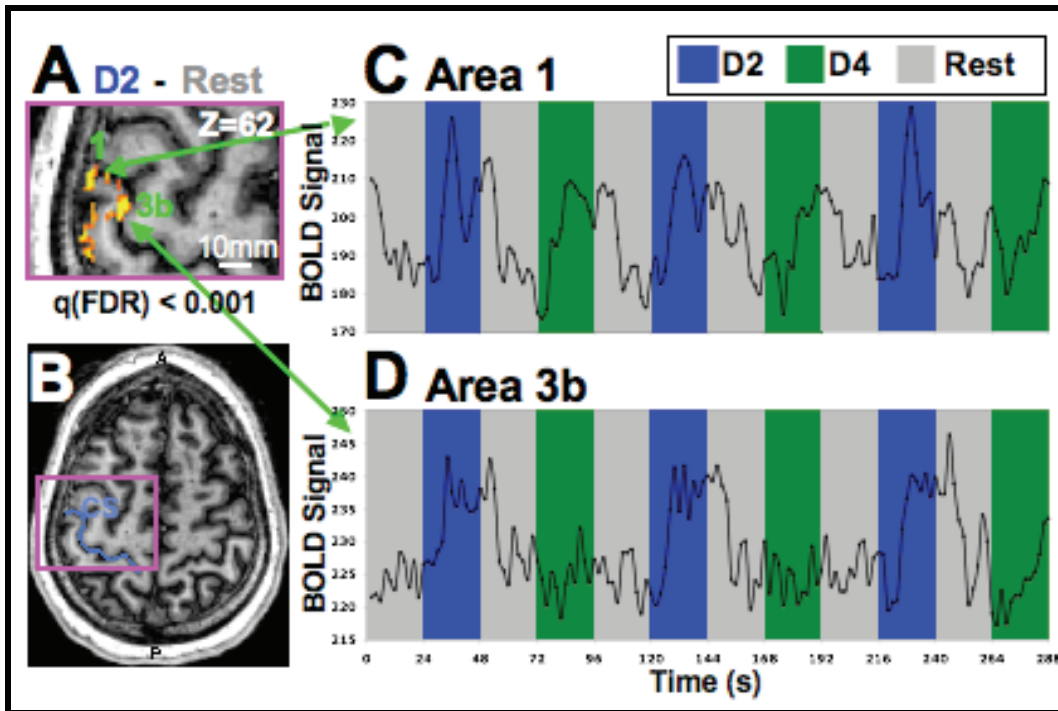 A D2 - Rest
Z=62
1
3b
10mm
q(FDR) < 0.001
B
A
CS
P
C Area 1
D2 D4 Rest
BOLD Signal
230
220
210
200
190
180
170
D Area 3b
BOLD Signal
250
245
240
235
230
225
220
215
0 24 48 72 96 120 144 168 192 216 240 264 288
Time (s)